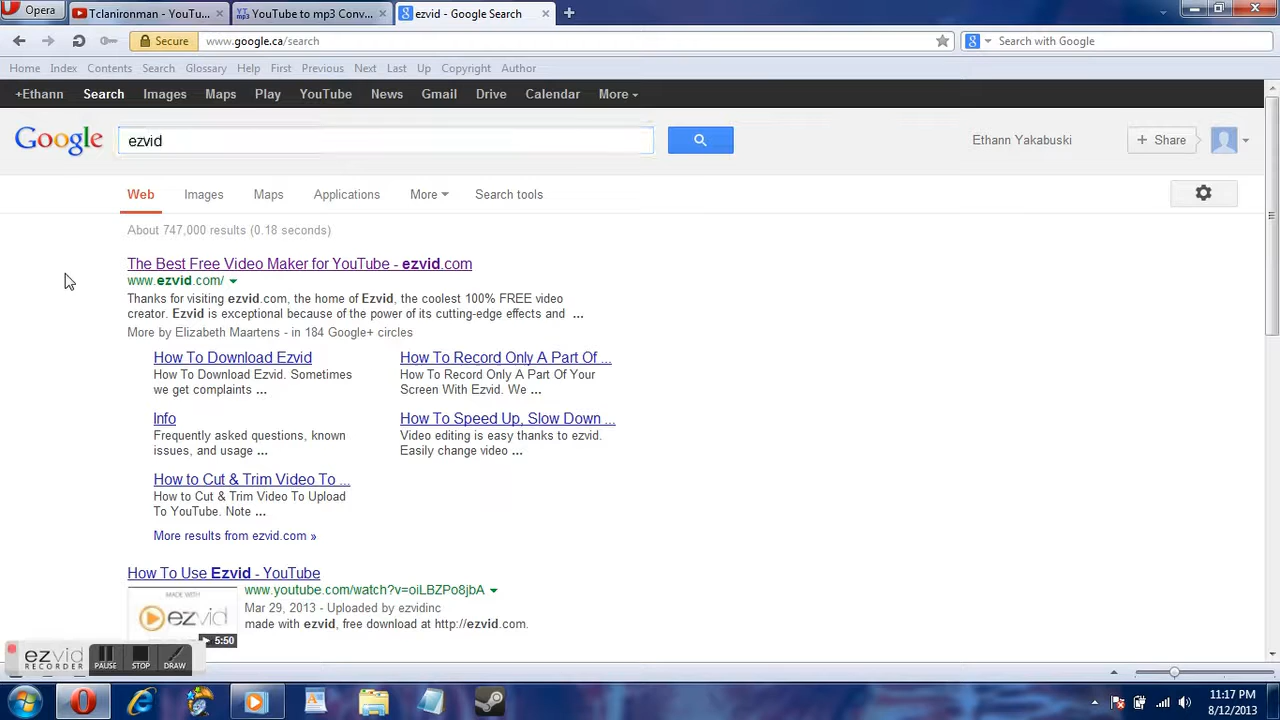 Opera
Tclanironman - YouTu...
YouTube to mp3 Conv...
ezvid - Google Search
Secure
www.google.ca/search
Search with Google
Home Index Contents Search Glossary Help First Previous Next Last Up Copyright Author
+Ethann Search Images Maps Play YouTube News Gmail Drive Calendar More
Google
ezvid
Ethann Yakabuski
+ Share
Web Images Maps Applications More Search tools
About 747,000 results (0.18 seconds)
The Best Free Video Maker for YouTube - ezvid.com
www.ezvid.com/
Thanks for visiting ezvid.com, the home of Ezvid, the coolest 100% FREE video
creator. Ezvid is exceptional because of the power of its cutting-edge effects and ...
More by Elizabeth Maartens - in 184 Google+ circles
How To Download Ezvid
How To Download Ezvid. Sometimes
we get complaints ...
How To Record Only A Part Of ...
How To Record Only A Part Of Your
Screen With Ezvid. We ...
Info
Frequently asked questions, known
issues, and usage ...
How To Speed Up, Slow Down ...
Video editing is easy thanks to ezvid.
Easily change video ...
How to Cut & Trim Video To ...
How to Cut & Trim Video To Upload
To YouTube. Note ...
More results from ezvid.com »
How To Use Ezvid - YouTube
www.youtube.com/watch?v=oiLBZPo8jbA
Mar 29, 2013 - Uploaded by ezvidinc
made with ezvid, free download at http://ezvid.com.
MADE WITH
ezvid
5:50
ezvid
RECORDER
PAUSE STOP DRAW
11:17 PM
8/12/2013